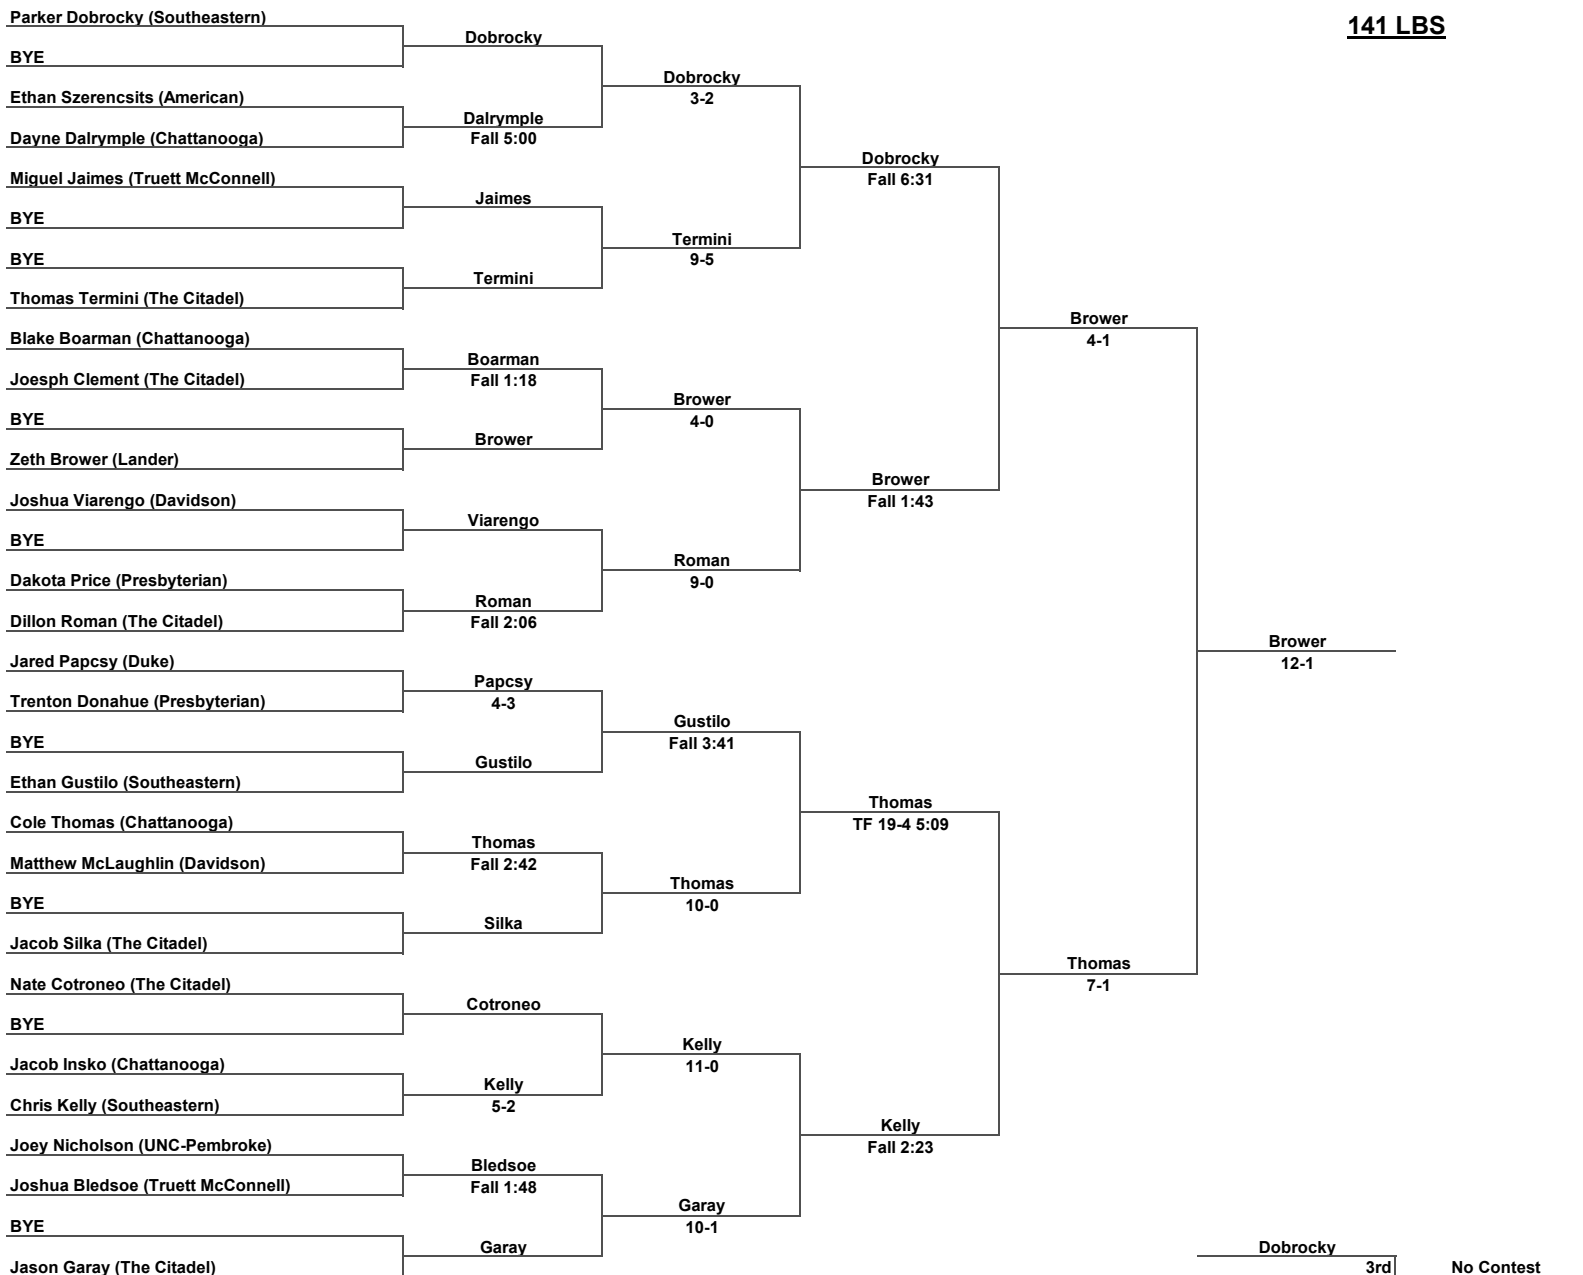 141 LBS
Parker Dobrocky (Southeastern)
BYE
Ethan Szerencsits (American)
Dayne Dalrymple (Chattanooga)
Miguel Jaimes (Truett McConnell)
BYE
BYE
Thomas Termini (The Citadel)
Blake Boarman (Chattanooga)
Joesph Clement (The Citadel)
BYE
Zeth Brower (Lander)
Joshua Viarengo (Davidson)
BYE
Dakota Price (Presbyterian)
Dillon Roman (The Citadel)
Jared Papcsy (Duke)
Trenton Donahue (Presbyterian)
BYE
Ethan Gustilo (Southeastern)
Cole Thomas (Chattanooga)
Matthew McLaughlin (Davidson)
BYE
Jacob Silka (The Citadel)
Nate Cotroneo (The Citadel)
BYE
Jacob Insko (Chattanooga)
Chris Kelly (Southeastern)
Joey Nicholson (UNC-Pembroke)
Joshua Bledsoe (Truett McConnell)
BYE
Jason Garay (The Citadel)
Dobrocky
Dalrymple
Fall 5:00
Jaimes
Termini
Boarman
Fall 1:18
Brower
Viarengo
Roman
Fall 2:06
Papcsy
4-3
Gustilo
Thomas
Fall 2:42
Silka
Cotroneo
Kelly
5-2
Bledsoe
Fall 1:48
Garay
Dobrocky
3-2
Termini
9-5
Brower
4-0
Roman
9-0
Gustilo
Fall 3:41
Thomas
10-0
Kelly
11-0
Garay
10-1
Dobrocky
Fall 6:31
Brower
Fall 1:43
Thomas
TF 19-4 5:09
Kelly
Fall 2:23
Brower
4-1
Thomas
7-1
Brower
12-1
Dobrocky
3rd
No Contest